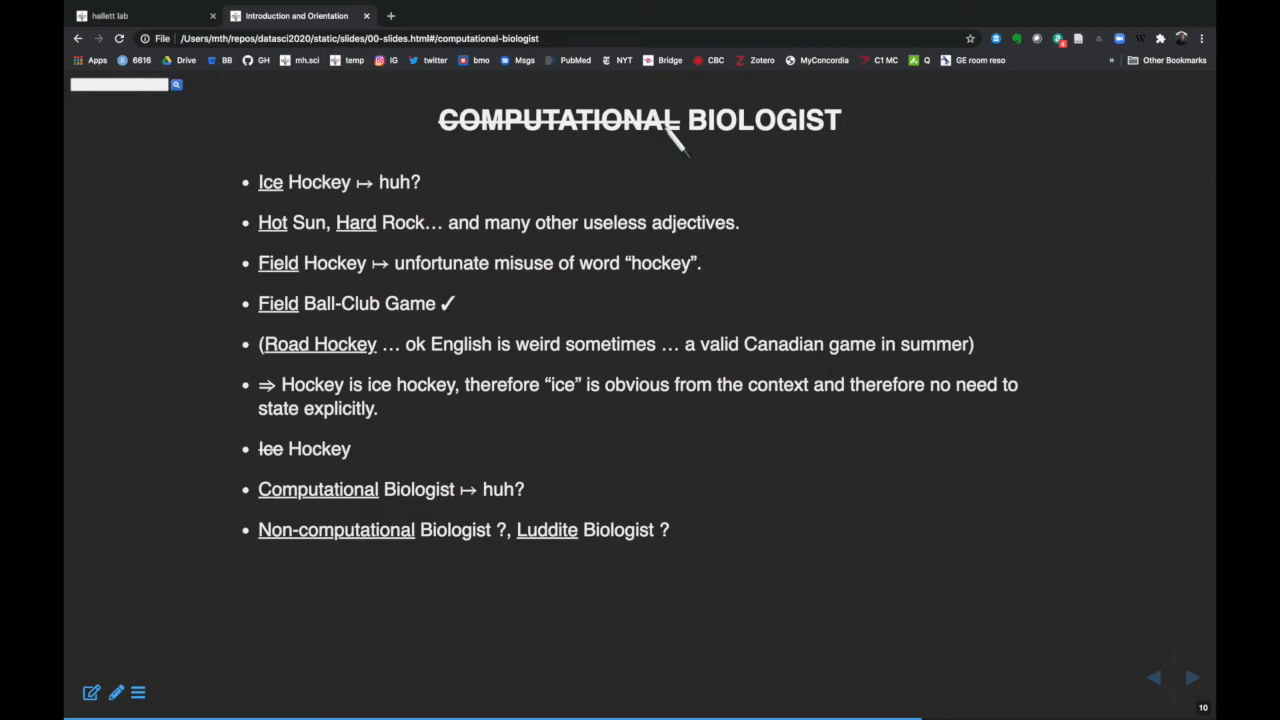 hallett lab
Introduction and Orientation
File /Users/mth/repos/datasci2020/static/slides/00-slides.html#/computational-biologist
Apps 6616 Drive BB GH mh.sci temp IG twitter bmo Msgs PubMed NYT Bridge CBC Zotero MyConcordia C1 MC Q GE room reso » Other Bookmarks
COMPUTATIONAL BIOLOGIST
• Ice Hockey ↦ huh?
• Hot Sun, Hard Rock… and many other useless adjectives.
• Field Hockey ↦ unfortunate misuse of word “hockey”.
• Field Ball-Club Game ✓
• (Road Hockey … ok English is weird sometimes … a valid Canadian game in summer)
• ⇒ Hockey is ice hockey, therefore “ice” is obvious from the context and therefore no need to
state explicitly.
• Ice Hockey
• Computational Biologist ↦ huh?
• Non-computational Biologist ?, Luddite Biologist ?
10